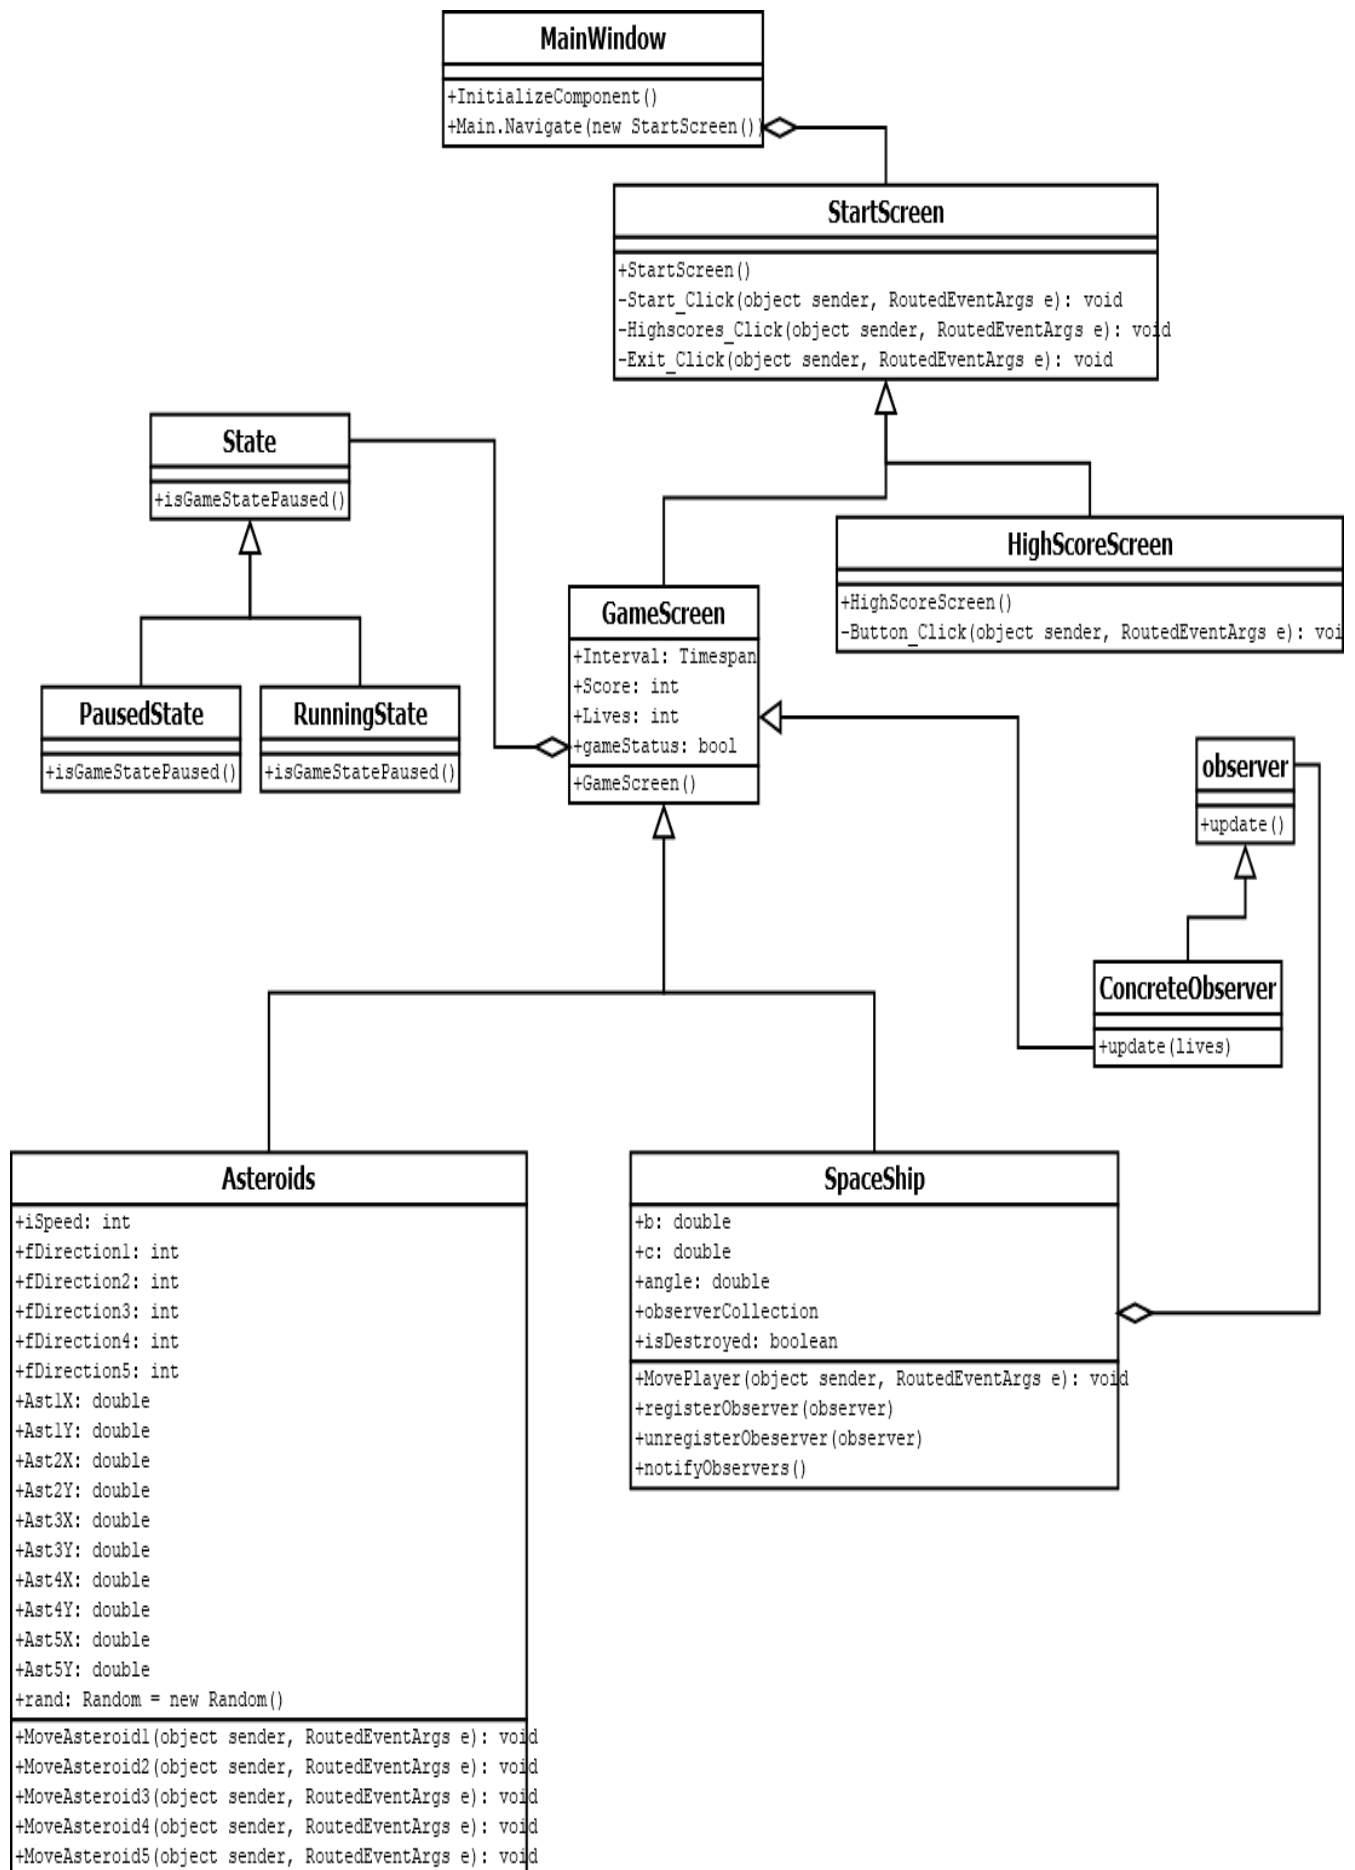 MainWindow
+InitializeComponent()
+Main.Navigate(new StartScreen())
StartScreen
+StartScreen()
-Start_Click(object sender, RoutedEventArgs e): void
-Highscores_Click(object sender, RoutedEventArgs e): void
-Exit_Click(object sender, RoutedEventArgs e): void
State
+isGameStatePaused()
HighScoreScreen
+HighScoreScreen()
-Button_Click(object sender, RoutedEventArgs e): voi
GameScreen
+Interval: Timespan
+Score: int
+Lives: int
+gameStatus: bool
+GameScreen()
PausedState
+isGameStatePaused()
RunningState
+isGameStatePaused()
observer
+update()
ConcreteObserver
+update(lives)
Asteroids
+iSpeed: int
+fDirection1: int
+fDirection2: int
+fDirection3: int
+fDirection4: int
+fDirection5: int
+Ast1X: double
+Ast1Y: double
+Ast2X: double
+Ast2Y: double
+Ast3X: double
+Ast3Y: double
+Ast4X: double
+Ast4Y: double
+Ast5X: double
+Ast5Y: double
+rand: Random = new Random()
+MoveAsteroid1(object sender, RoutedEventArgs e): void
+MoveAsteroid2(object sender, RoutedEventArgs e): void
+MoveAsteroid3(object sender, RoutedEventArgs e): void
+MoveAsteroid4(object sender, RoutedEventArgs e): void
+MoveAsteroid5(object sender, RoutedEventArgs e): void
SpaceShip
+b: double
+c: double
+angle: double
+observerCollection
+isDestroyed: boolean
+MovePlayer(object sender, RoutedEventArgs e): void
+registerObserver(observer)
+unregisterObeserver(observer)
+notifyObservers()